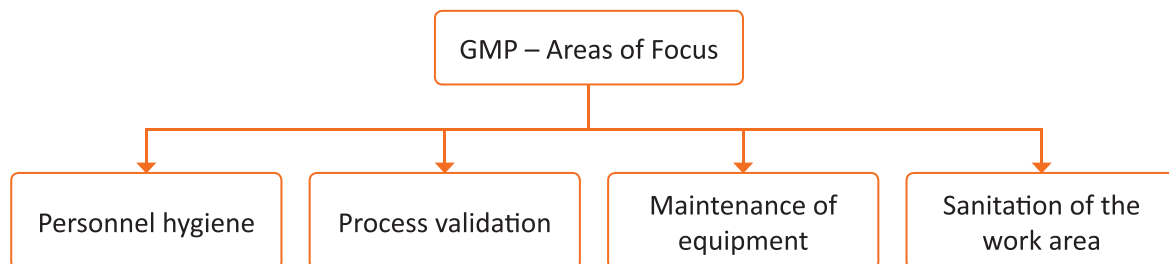 GMP – Areas of Focus
Personnel hygiene
Process validation
Maintenance of
equipment
Sanitation of the
work area